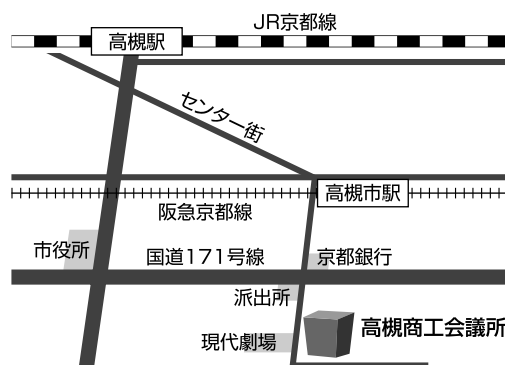 JR京都線
高槻駅
センター街
高槻市駅
阪急京都線
市役所
国道171号線
京都銀行
派出所
高槻商工会議所
現代劇場